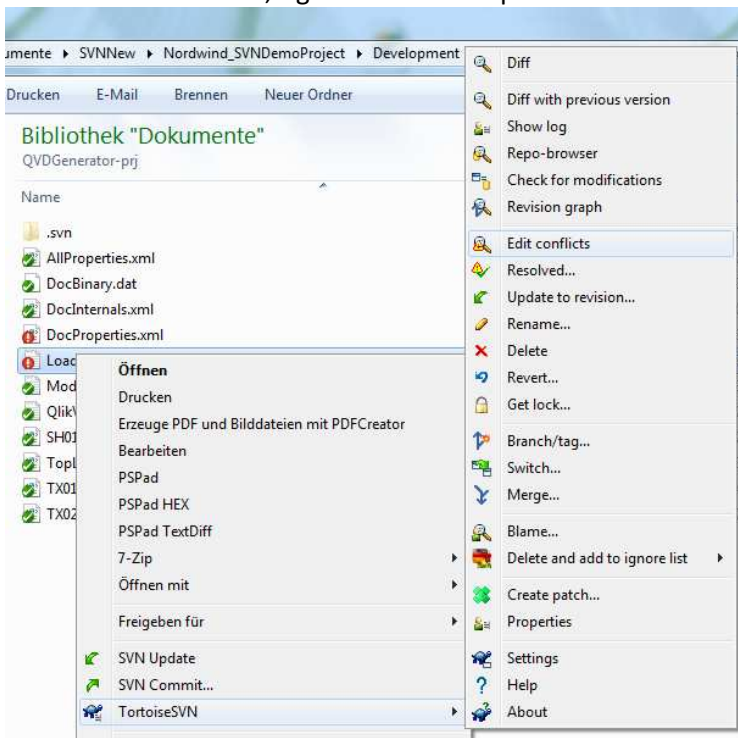 umente ▸ SVNNew ▸ Nordwind_SVNDemoProject ▸ Development
Drucken E-Mail Brennen Neuer Ordner
Bibliothek "Dokumente"
QVDGenerator-prj
Name
.svn
AllProperties.xml
DocBinary.dat
DocInternals.xml
DocProperties.xml
Load
Mod
Qlik
SH01
TopL
TX01
TX02
Öffnen
Drucken
Erzeuge PDF und Bilddateien mit PDFCreator
Bearbeiten
PSPad
PSPad HEX
PSPad TextDiff
7-Zip
Öffnen mit
Freigeben für
SVN Update
SVN Commit...
TortoiseSVN
Diff
Diff with previous version
Show log
Repo-browser
Check for modifications
Revision graph
Edit conflicts
Resolved...
Update to revision...
Rename...
Delete
Revert...
Get lock...
Branch/tag...
Switch...
Merge...
Blame...
Delete and add to ignore list
Create patch...
Properties
Settings
Help
About